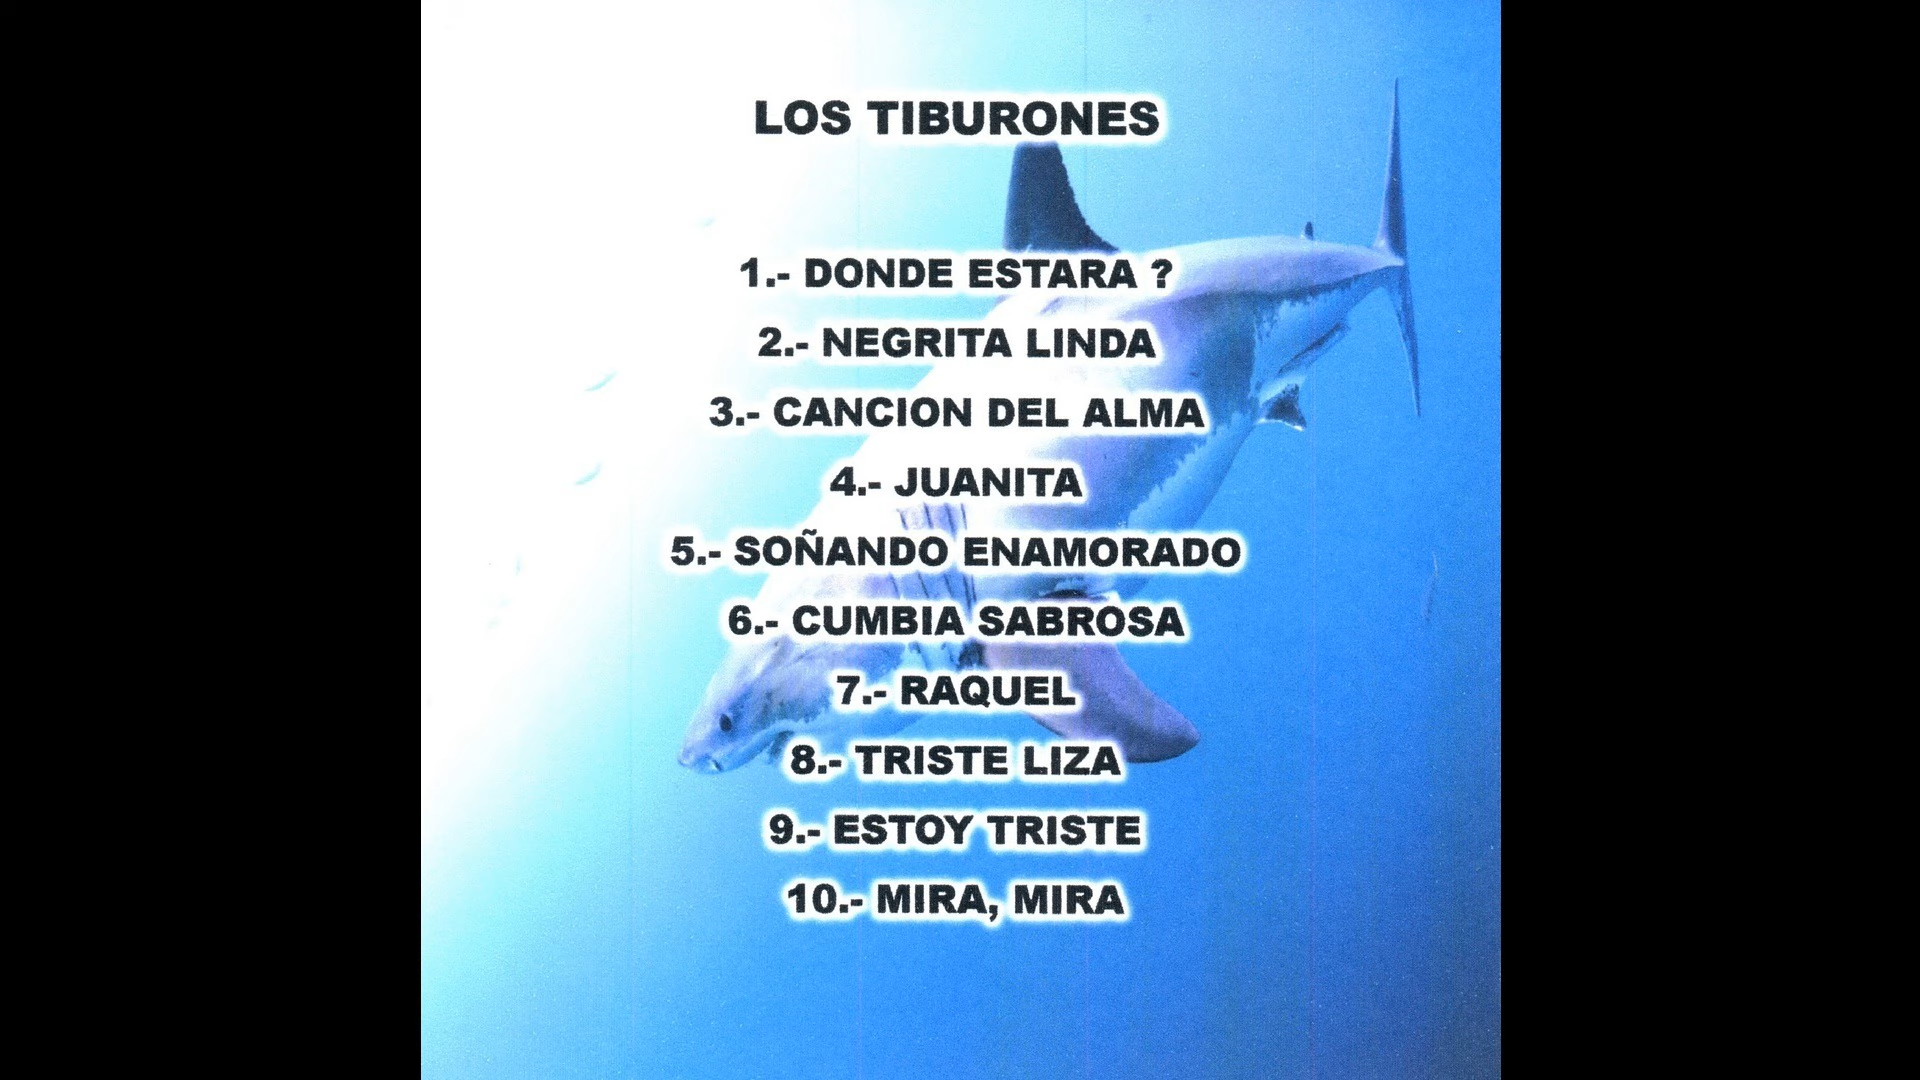 LOS TIBURONES
1.- DONDE ESTARA ?
2.- NEGRITA LINDA
3.- CANCION DEL ALMA
4.- JUANITA
5.- SOÑANDO ENAMORADO
6.- CUMBIA SABROSA
7.- RAQUEL
8.- TRISTE LIZA
9.- ESTOY TRISTE
10.- MIRA, MIRA